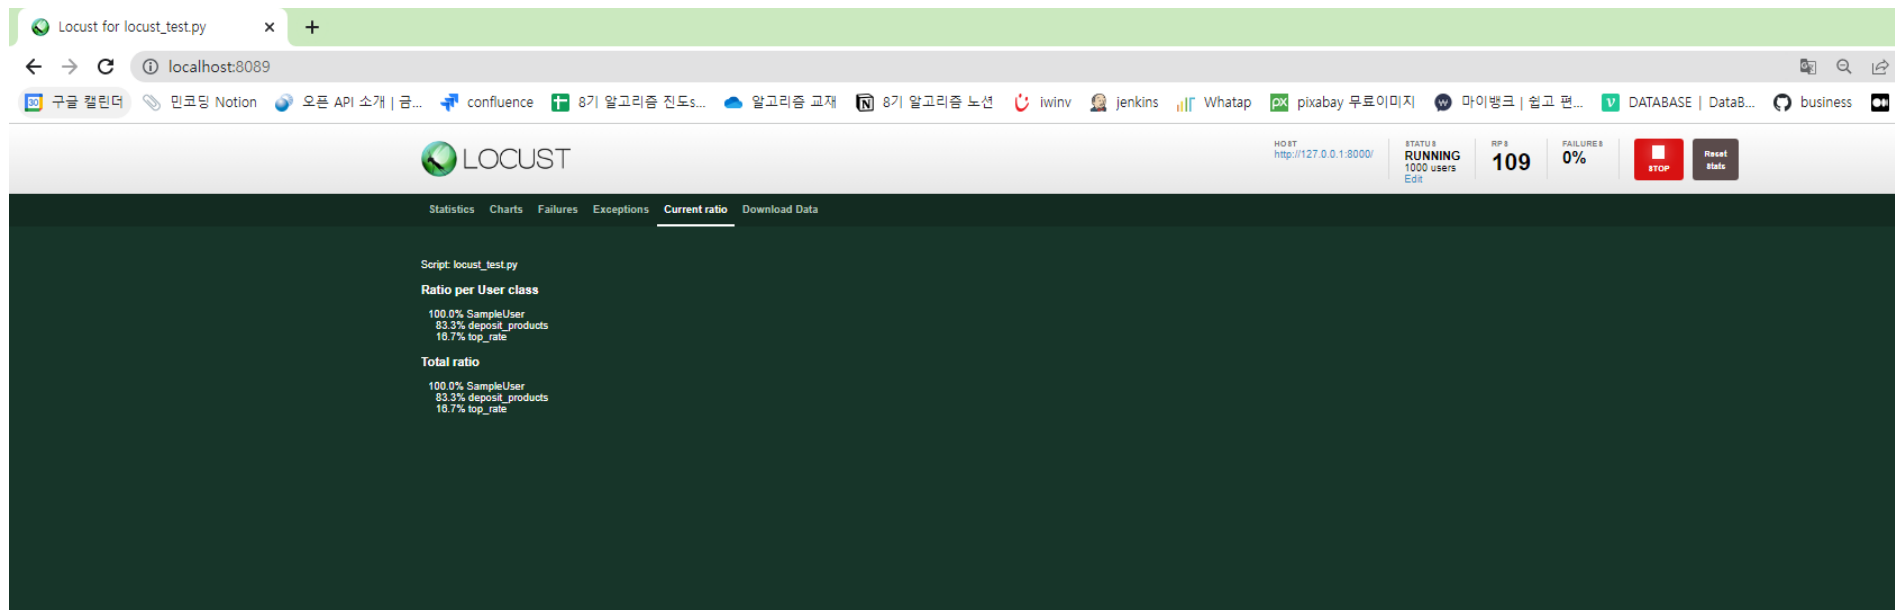 Locust for locust_test.py
localhost:8089
구글 캘린더 민코딩 Notion 오픈 API 소개 | 금... confluence 8기 알고리즘 진도s... 알고리즘 교재 8기 알고리즘 노션 iwinv jenkins Whatap pixabay 무료이미지 마이뱅크 | 쉽고 편... DATABASE | DataB... business
LOCUST
HOST
http://127.0.0.1:8000/
STATUS
RUNNING
1000 users
Edit
RPS
109
FAILURES
0%
STOP
Reset
Stats
Statistics Charts Failures Exceptions Current ratio Download Data
Script: locust_test.py
Ratio per User class
100.0% SampleUser
83.3% deposit_products
16.7% top_rate
Total ratio
100.0% SampleUser
83.3% deposit_products
16.7% top_rate